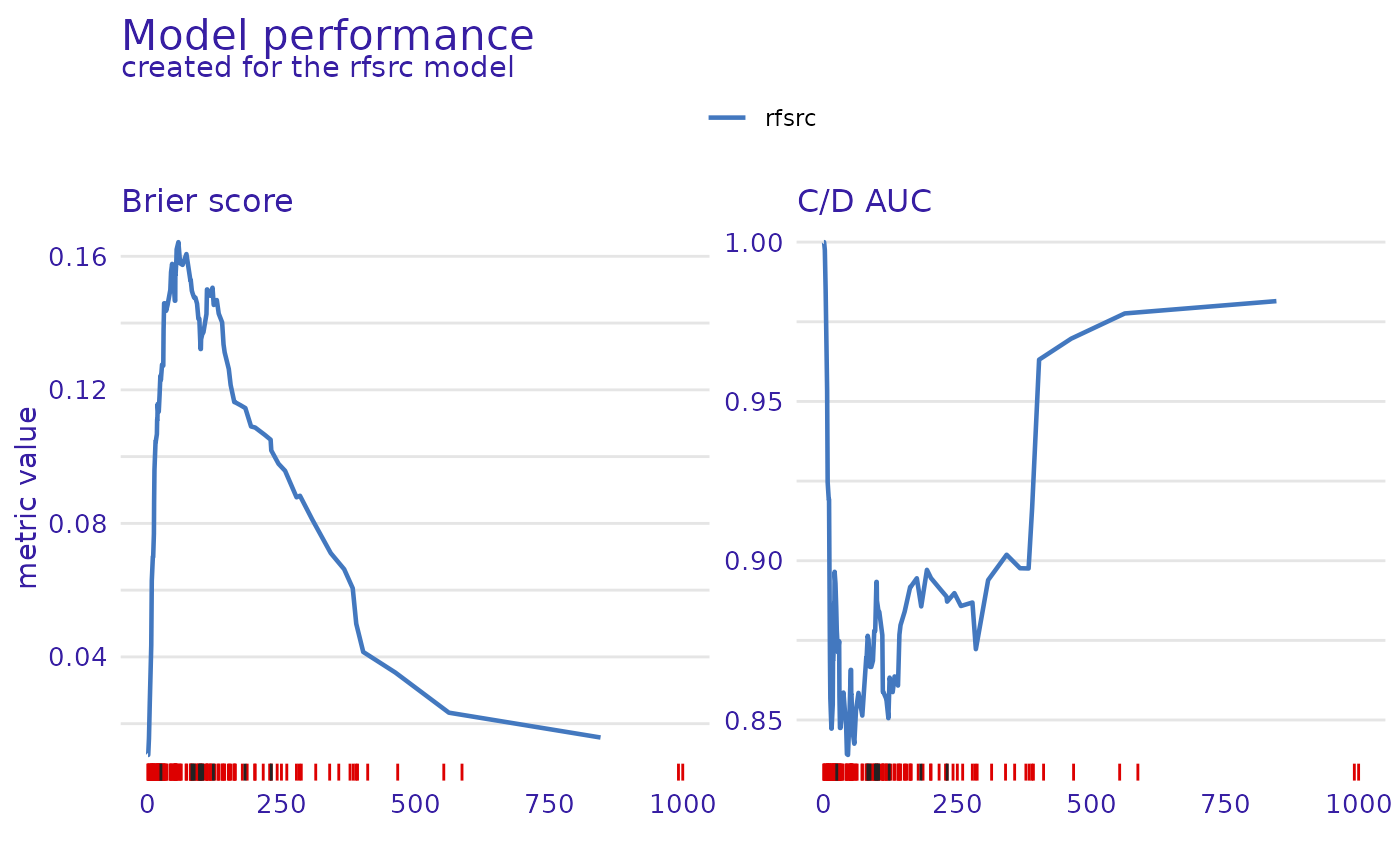 Model performance
created for the rfsrc model
rfsrc
Brier score
C/D AUC
metric value
0.16
0.12
0.08
0.04
0 250 500 750 1000
1.00
0.95
0.90
0.85
0 250 500 750 1000